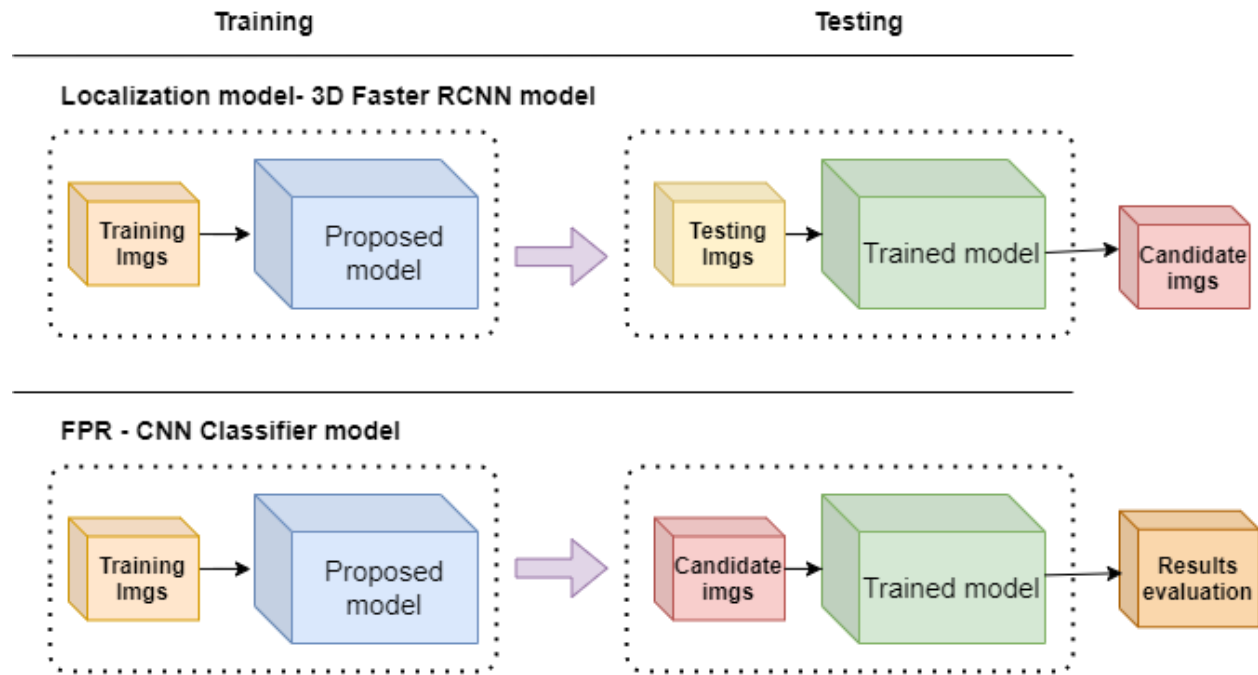 Training
Testing
Localization model- 3D Faster RCNN model
Training
Imgs
Proposed
model
Testing
Imgs
Trained model
Candidate
imgs
FPR - CNN Classifier model
Training
Imgs
Proposed
model
Candidate
imgs
Trained model
Results
evaluation